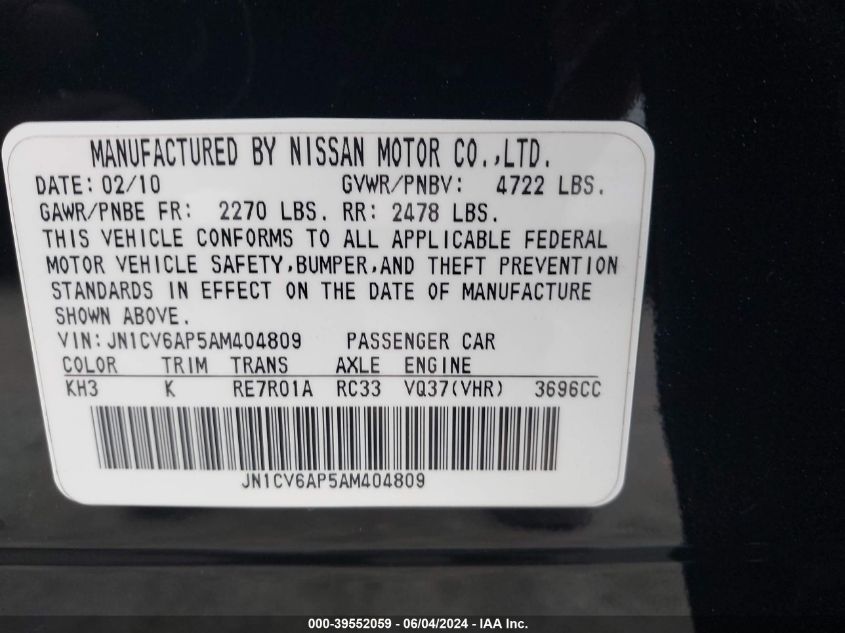 MANUFACTURED BY NISSAN MOTOR CO.,LTD.
DATE: 02/10 GVWR/PNBV: 4722 LBS.
GAWR/PNBE FR: 2270 LBS. RR: 2478 LBS.
THIS VEHICLE CONFORMS TO ALL APPLICABLE FEDERAL
MOTOR VEHICLE SAFETY,BUMPER,AND THEFT PREVENTION
STANDARDS IN EFFECT ON THE DATE OF MANUFACTURE
SHOWN ABOVE.
VIN: JN1CV6AP5AM404809 PASSENGER CAR
COLOR TRIM TRANS AXLE ENGINE
KH3 K RE7R01A RC33 VQ37(VHR) 3696CC
JN1CV6AP5AM404809
000-39552059 - 06/04/2024 - IAA Inc.